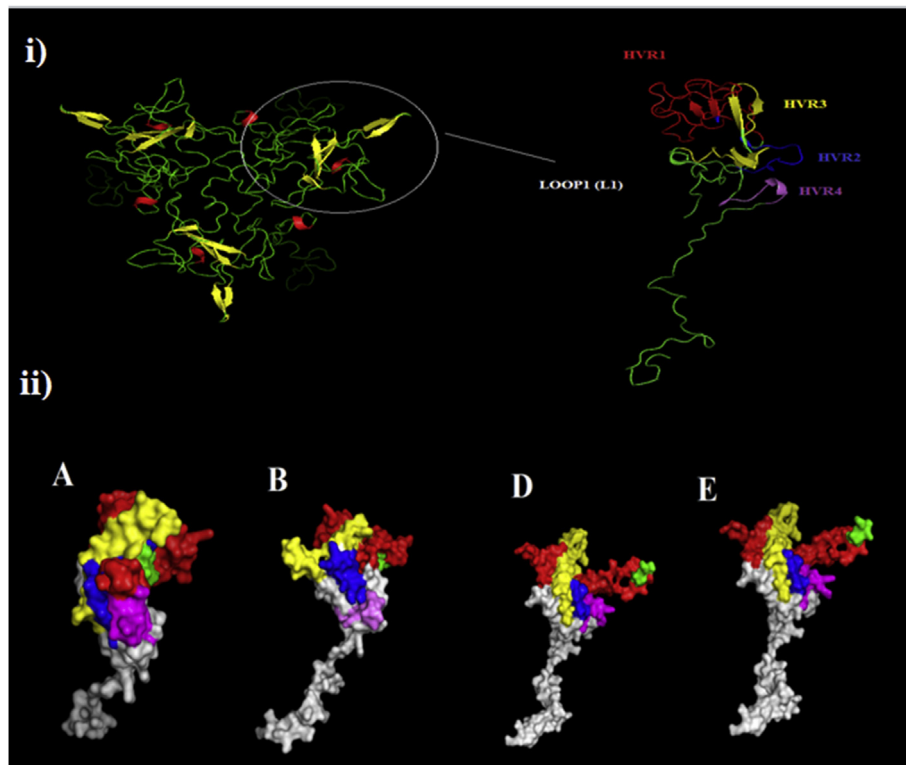 i)
HVR1
HVR3
HVR2
LOOP1 (L1)
HVR4
ii)
A
B
D
E